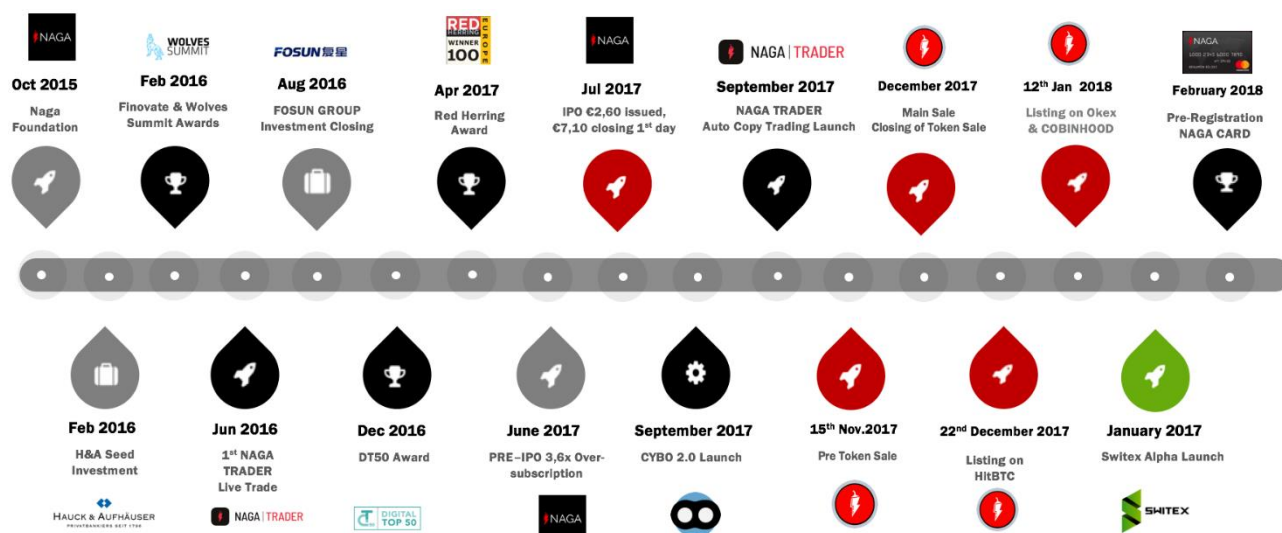 NAGA
WOLVES
SUMMIT
FOSUN 复星
RED
HERRING
WINNER
100
EUROPE
NAGA
NAGA | TRADER
NAGA
Oct 2015
Feb 2016
Aug 2016
Apr 2017
Jul 2017
September 2017
December 2017
12th Jan 2018
February 2018
Naga
Foundation
Finovate & Wolves
Summit Awards
FOSUN GROUP
Investment Closing
Red Herring
Award
IPO €2,60 issued,
€7,10 closing 1st day
NAGA TRADER
Auto Copy Trading Launch
Main Sale
Closing of Token Sale
Listing on Okex
& COBINHOOD
Pre-Registration
NAGA CARD
Feb 2016
Jun 2016
Dec 2016
June 2017
September 2017
15th Nov.2017
22nd December 2017
January 2017
H&A Seed
Investment
1st NAGA
TRADER
Live Trade
DT50 Award
PRE–IPO 3,6x Over-
subscription
CYBO 2.0 Launch
Pre Token Sale
Listing on
HitBTC
Switex Alpha Launch
HAUCK & AUFHÄUSER
PRIVATBANKIERS SEIT 1796
NAGA | TRADER
DIGITAL
TOP 50
NAGA
SWITEX